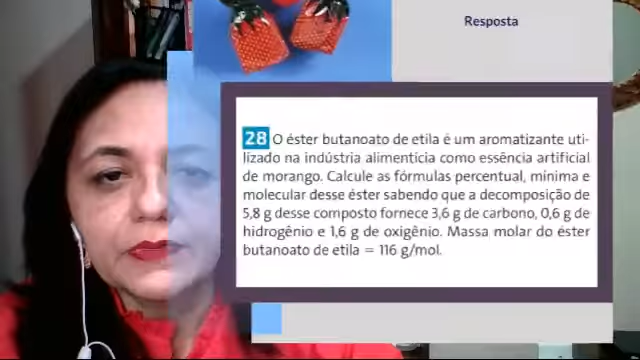 Resposta
28 O éster butanoato de etila é um aromatizante uti-
lizado na indústria alimentícia como essência artificial
de morango. Calcule as fórmulas percentual, mínima e
molecular desse éster sabendo que a decomposição de
5,8 g desse composto fornece 3,6 g de carbono, 0,6 g de
hidrogênio e 1,6 g de oxigênio. Massa molar do éster
butanoato de etila = 116 g/mol.